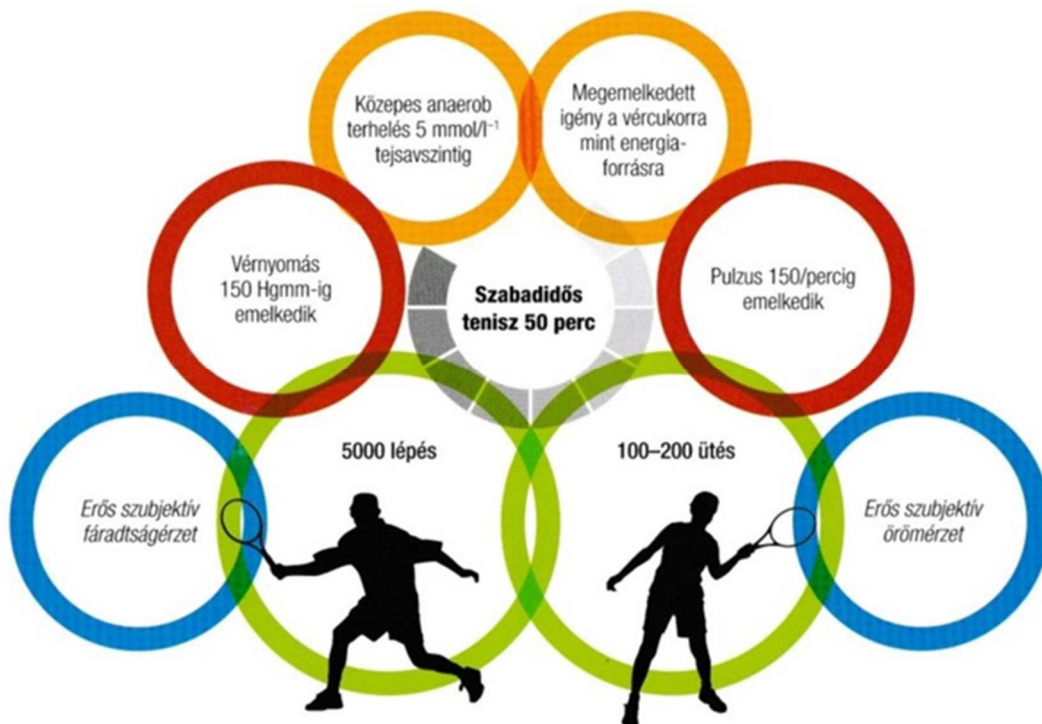 Közepes anaerob
terhelés 5 mmol/l⁻¹
tejsavszintig
Megemelkedett
igény a vércukorra
mint energia-
forrásra
Vérnyomás
150 Hgmm-ig
emelkedik
Szabadidős
tenisz 50 perc
Pulzus 150/percig
emelkedik
Erős szubjektív
fáradtságérzet
5000 lépés
100–200 ütés
Erős szubjektív
örömérzet